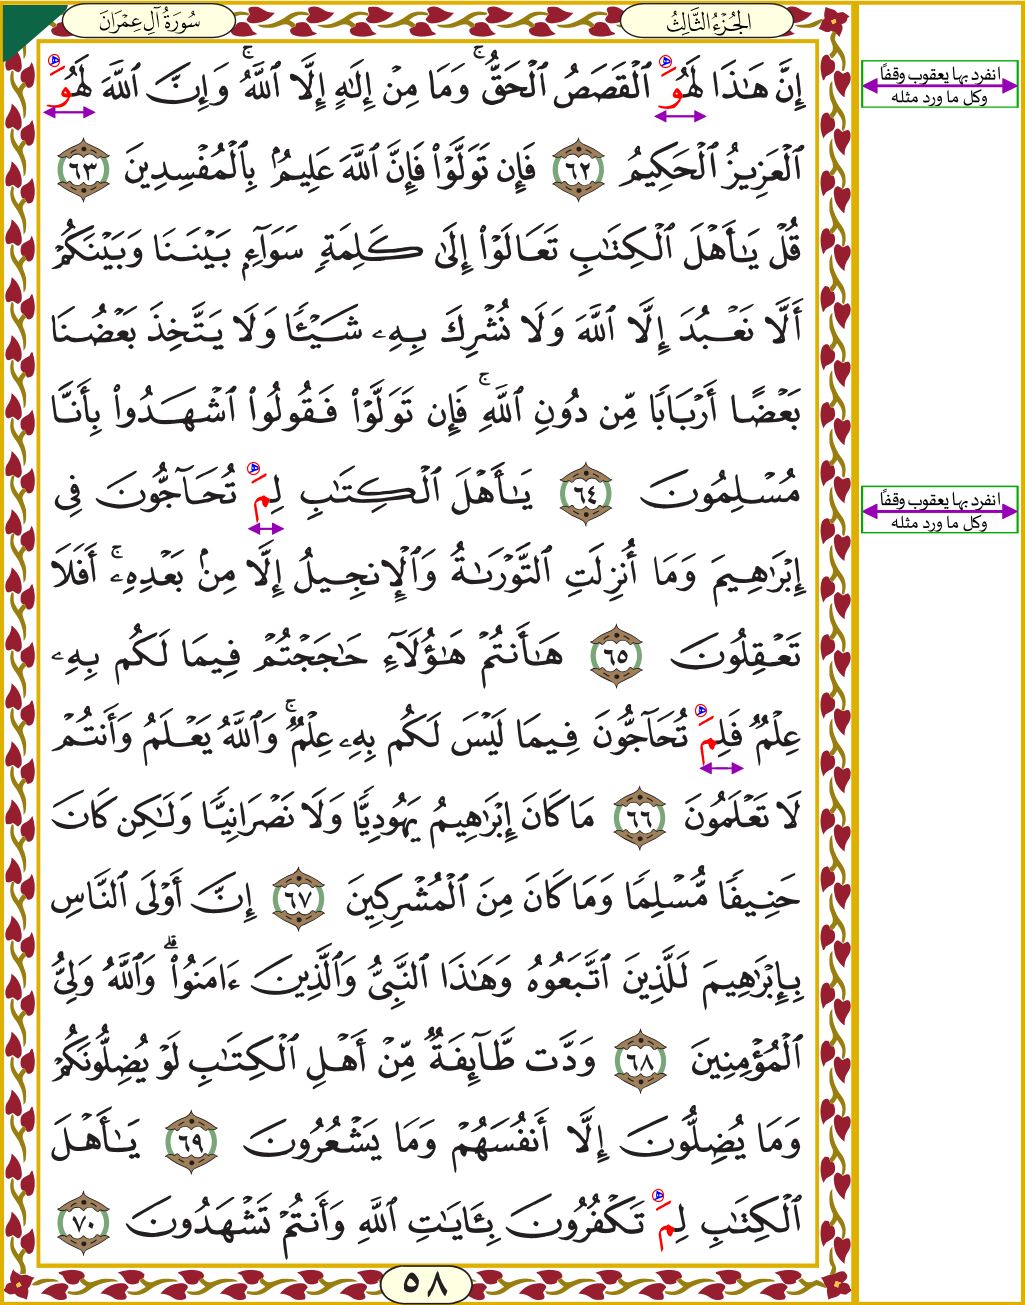 سُورَةُ آلِ عِمْرَانَ
الجُزْءُ الثَّالِثُ
إِنَّ هَٰذَا لَهُوَ ٱلْقَصَصُ ٱلْحَقُّ ۚ وَمَا مِنْ إِلَٰهٍ إِلَّا ٱللَّهُ ۚ وَإِنَّ ٱللَّهَ لَهُوَ
ٱلْعَزِيزُ ٱلْحَكِيمُ ٦٢ فَإِن تَوَلَّوْا۟ فَإِنَّ ٱللَّهَ عَلِيمٌۢ بِٱلْمُفْسِدِينَ ٦٣
قُلْ يَٰٓأَهْلَ ٱلْكِتَٰبِ تَعَالَوْا۟ إِلَىٰ كَلِمَةٍ سَوَآءٍۭ بَيْنَنَا وَبَيْنَكُمْ
أَلَّا نَعْبُدَ إِلَّا ٱللَّهَ وَلَا نُشْرِكَ بِهِۦ شَيْـًٔا وَلَا يَتَّخِذَ بَعْضُنَا
بَعْضًا أَرْبَابًا مِّن دُونِ ٱللَّهِ ۚ فَإِن تَوَلَّوْا۟ فَقُولُوا۟ ٱشْهَدُوا۟ بِأَنَّا
مُسْلِمُونَ ٦٤ يَٰٓأَهْلَ ٱلْكِتَٰبِ لِمَ تُحَآجُّونَ فِىٓ
إِبْرَٰهِيمَ وَمَآ أُنزِلَتِ ٱلتَّوْرَىٰةُ وَٱلْإِنجِيلُ إِلَّا مِنۢ بَعْدِهِۦٓ ۚ أَفَلَا
تَعْقِلُونَ ٦٥ هَٰٓأَنتُمْ هَٰٓؤُلَآءِ حَٰجَجْتُمْ فِيمَا لَكُم بِهِۦ
عِلْمٌ فَلِمَ تُحَآجُّونَ فِيمَا لَيْسَ لَكُم بِهِۦ عِلْمٌ ۚ وَٱللَّهُ يَعْلَمُ وَأَنتُمْ
لَا تَعْلَمُونَ ٦٦ مَا كَانَ إِبْرَٰهِيمُ يَهُودِيًّا وَلَا نَصْرَانِيًّا وَلَٰكِن كَانَ
حَنِيفًا مُّسْلِمًا وَمَا كَانَ مِنَ ٱلْمُشْرِكِينَ ٦٧ إِنَّ أَوْلَى ٱلنَّاسِ
بِإِبْرَٰهِيمَ لَلَّذِينَ ٱتَّبَعُوهُ وَهَٰذَا ٱلنَّبِىُّ وَٱلَّذِينَ ءَامَنُوا۟ ۗ وَٱللَّهُ وَلِىُّ
ٱلْمُؤْمِنِينَ ٦٨ وَدَّت طَّآئِفَةٌ مِّنْ أَهْلِ ٱلْكِتَٰبِ لَوْ يُضِلُّونَكُمْ
وَمَا يُضِلُّونَ إِلَّآ أَنفُسَهُمْ وَمَا يَشْعُرُونَ ٦٩ يَٰٓأَهْلَ
ٱلْكِتَٰبِ لِمَ تَكْفُرُونَ بِـَٔايَٰتِ ٱللَّهِ وَأَنتُمْ تَشْهَدُونَ ٧٠
٥٨
انفرد بها يعقوب وقفًا
وكل ما ورد مثله
انفرد بها يعقوب وقفًا
وكل ما ورد مثله